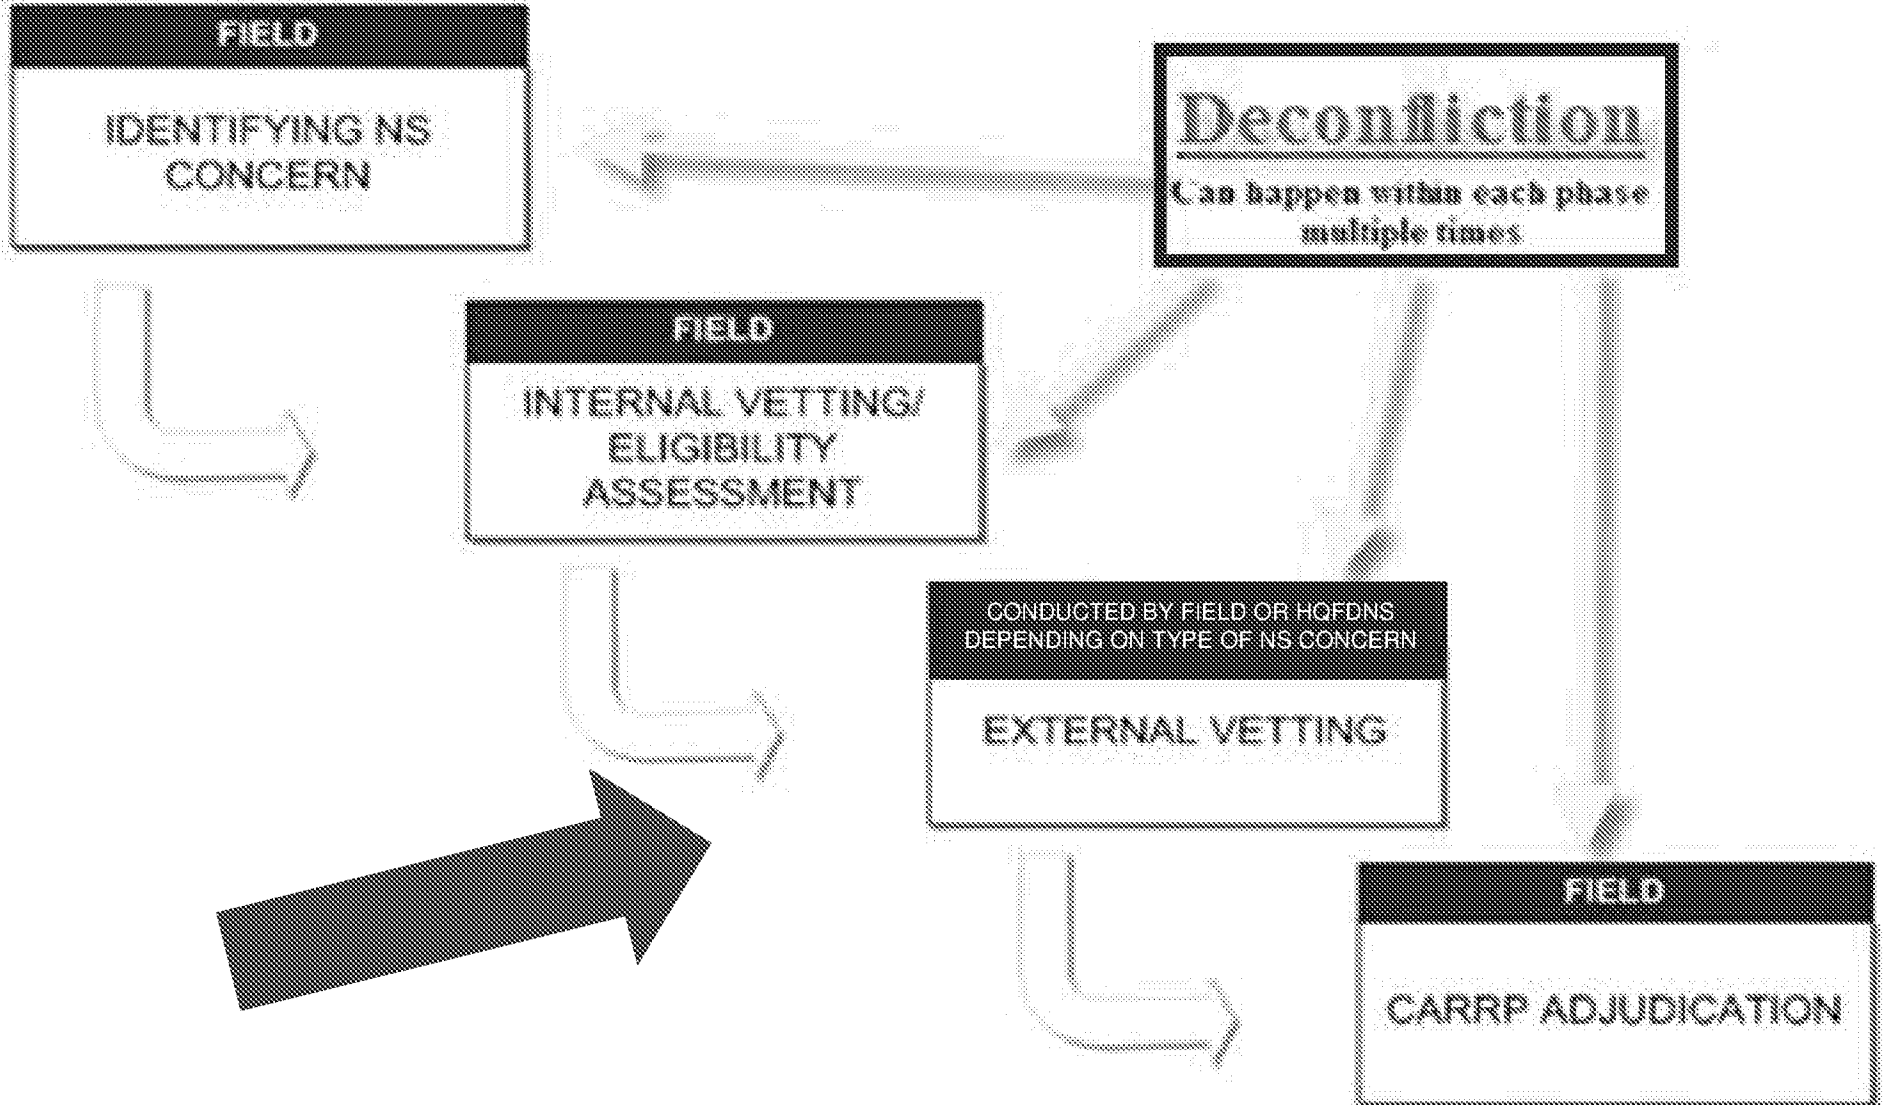 FIELD
IDENTIFYING NS
CONCERN
Deconfliction
Can happen within each phase
multiple times
FIELD
INTERNAL VETTING/
ELIGIBILITY
ASSESSMENT
CONDUCTED BY FIELD OR HQFDNS
DEPENDING ON TYPE OF NS CONCERN
EXTERNAL VETTING
FIELD
CARRP ADJUDICATION